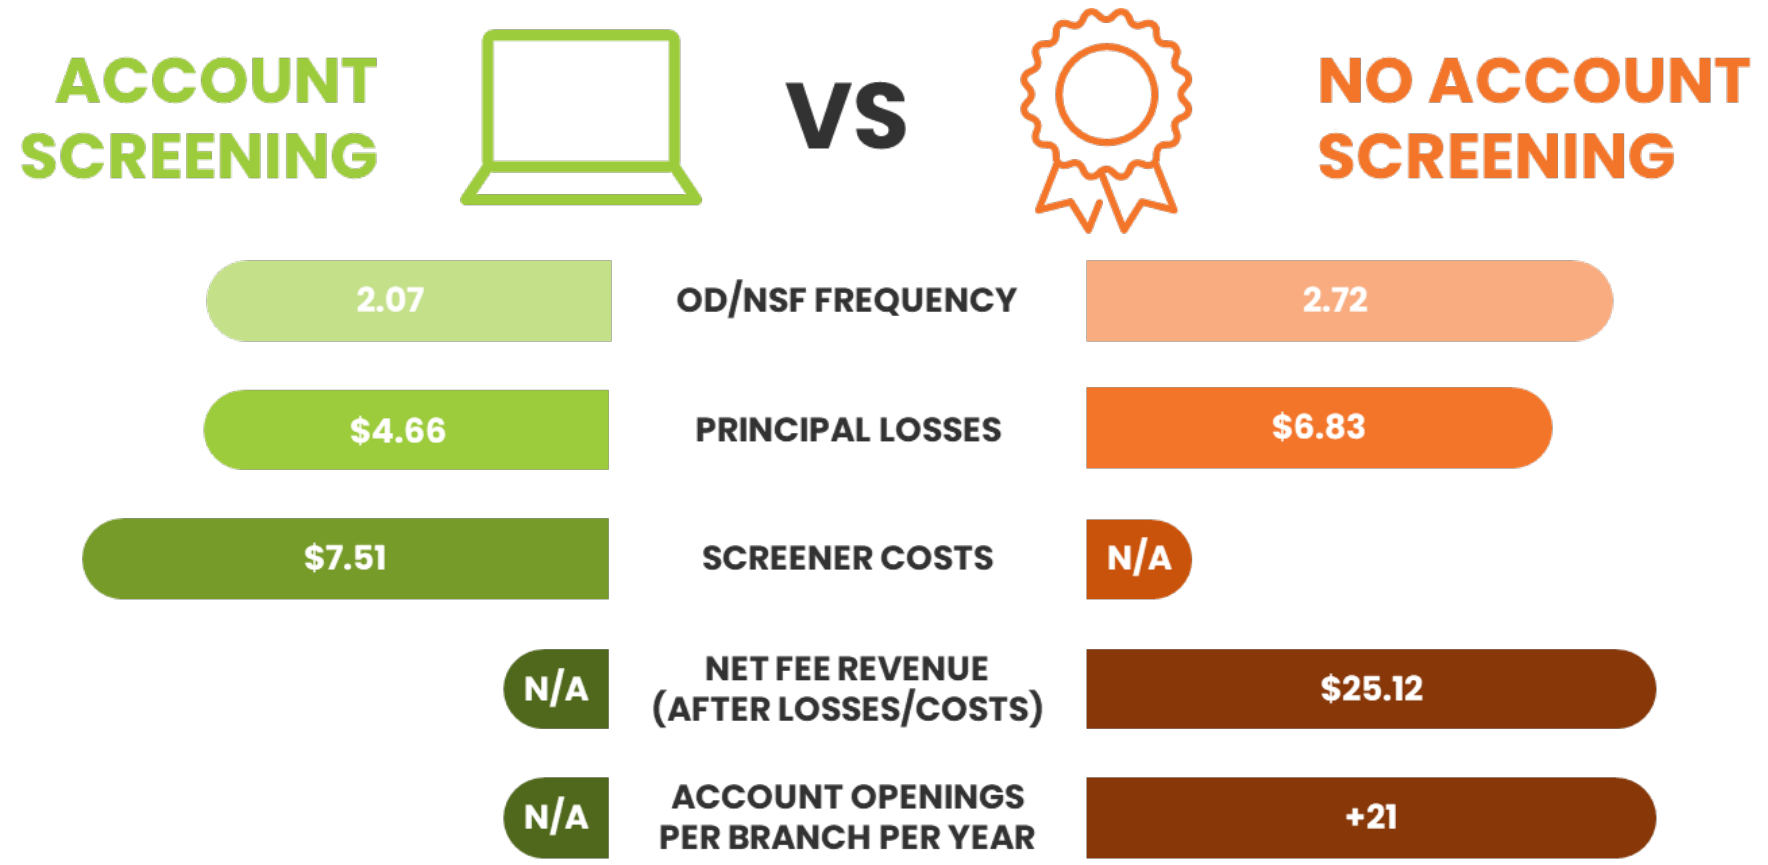 ACCOUNT
SCREENING
VS
NO ACCOUNT
SCREENING
2.07
OD/NSF FREQUENCY
2.72
$4.66
PRINCIPAL LOSSES
$6.83
$7.51
SCREENER COSTS
N/A
N/A
NET FEE REVENUE
(AFTER LOSSES/COSTS)
$25.12
N/A
ACCOUNT OPENINGS
PER BRANCH PER YEAR
+21